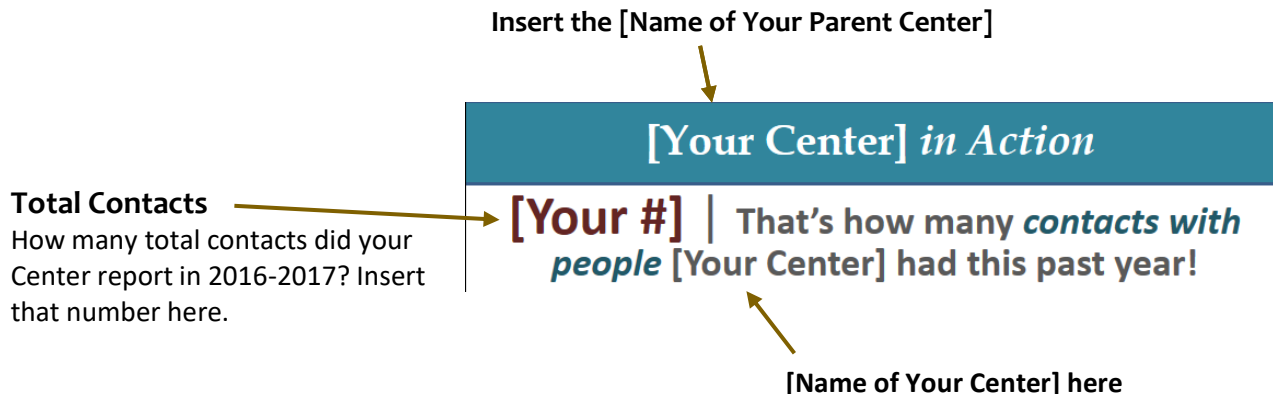 Insert the [Name of Your Parent Center]
[Your Center] in Action
Total Contacts
How many total contacts did your
Center report in 2016-2017? Insert
that number here.
[Your #] | That’s how many contacts with
people [Your Center] had this past year!
[Name of Your Center] here